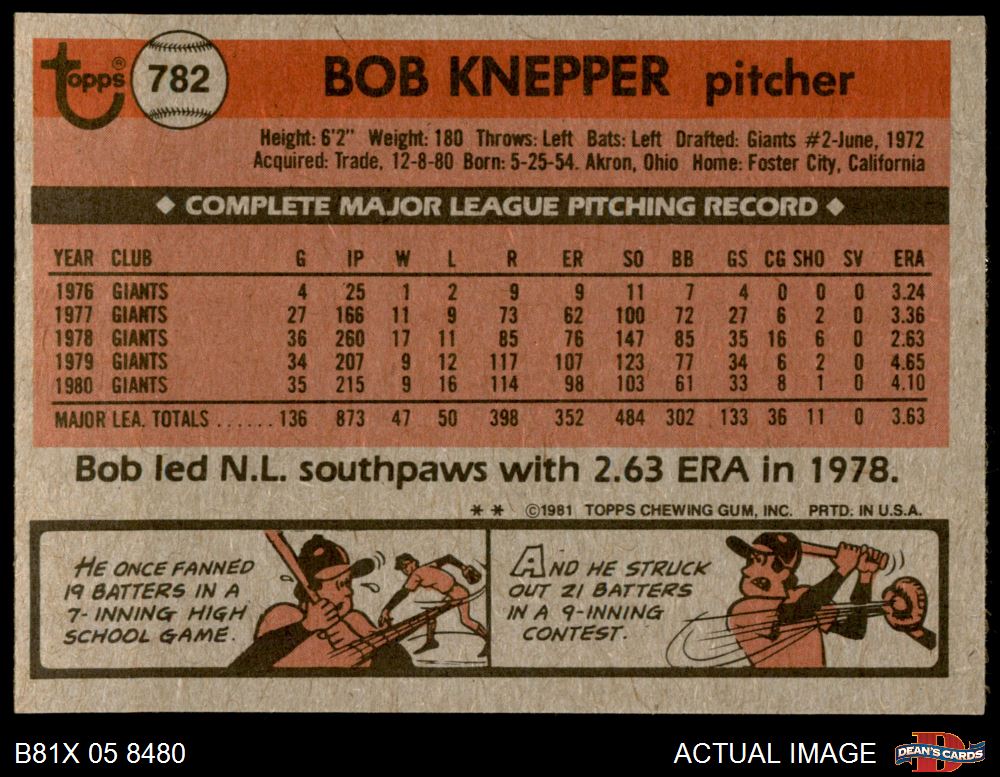 topps® 782 BOB KNEPPER pitcher
Height: 6'2" Weight: 180 Throws: Left Bats: Left Drafted: Giants #2-June, 1972
Acquired: Trade, 12-8-80 Born: 5-25-54. Akron, Ohio Home: Foster City, California
◆ COMPLETE MAJOR LEAGUE PITCHING RECORD ◆
YEAR CLUB G IP W L R ER SO BB GS CG SHO SV ERA
1976 GIANTS 4 25 1 2 9 9 11 7 4 0 0 0 3.24
1977 GIANTS 27 166 11 9 73 62 100 72 27 6 2 0 3.36
1978 GIANTS 36 260 17 11 85 76 147 85 35 16 6 0 2.63
1979 GIANTS 34 207 9 12 117 107 123 77 34 6 2 0 4.65
1980 GIANTS 35 215 9 16 114 98 103 61 33 8 1 0 4.10
MAJOR LEA. TOTALS ...... 136 873 47 50 398 352 484 302 133 36 11 0 3.63
Bob led N.L. southpaws with 2.63 ERA in 1978.
* * ©1981 TOPPS CHEWING GUM, INC. PRTD. IN U.S.A.
HE ONCE FANNED
19 BATTERS IN A
7-INNING HIGH
SCHOOL GAME.
AND HE STRUCK
OUT 21 BATTERS
IN A 9-INNING
CONTEST.
B81X 05 8480
ACTUAL IMAGE
DEAN'S CARDS